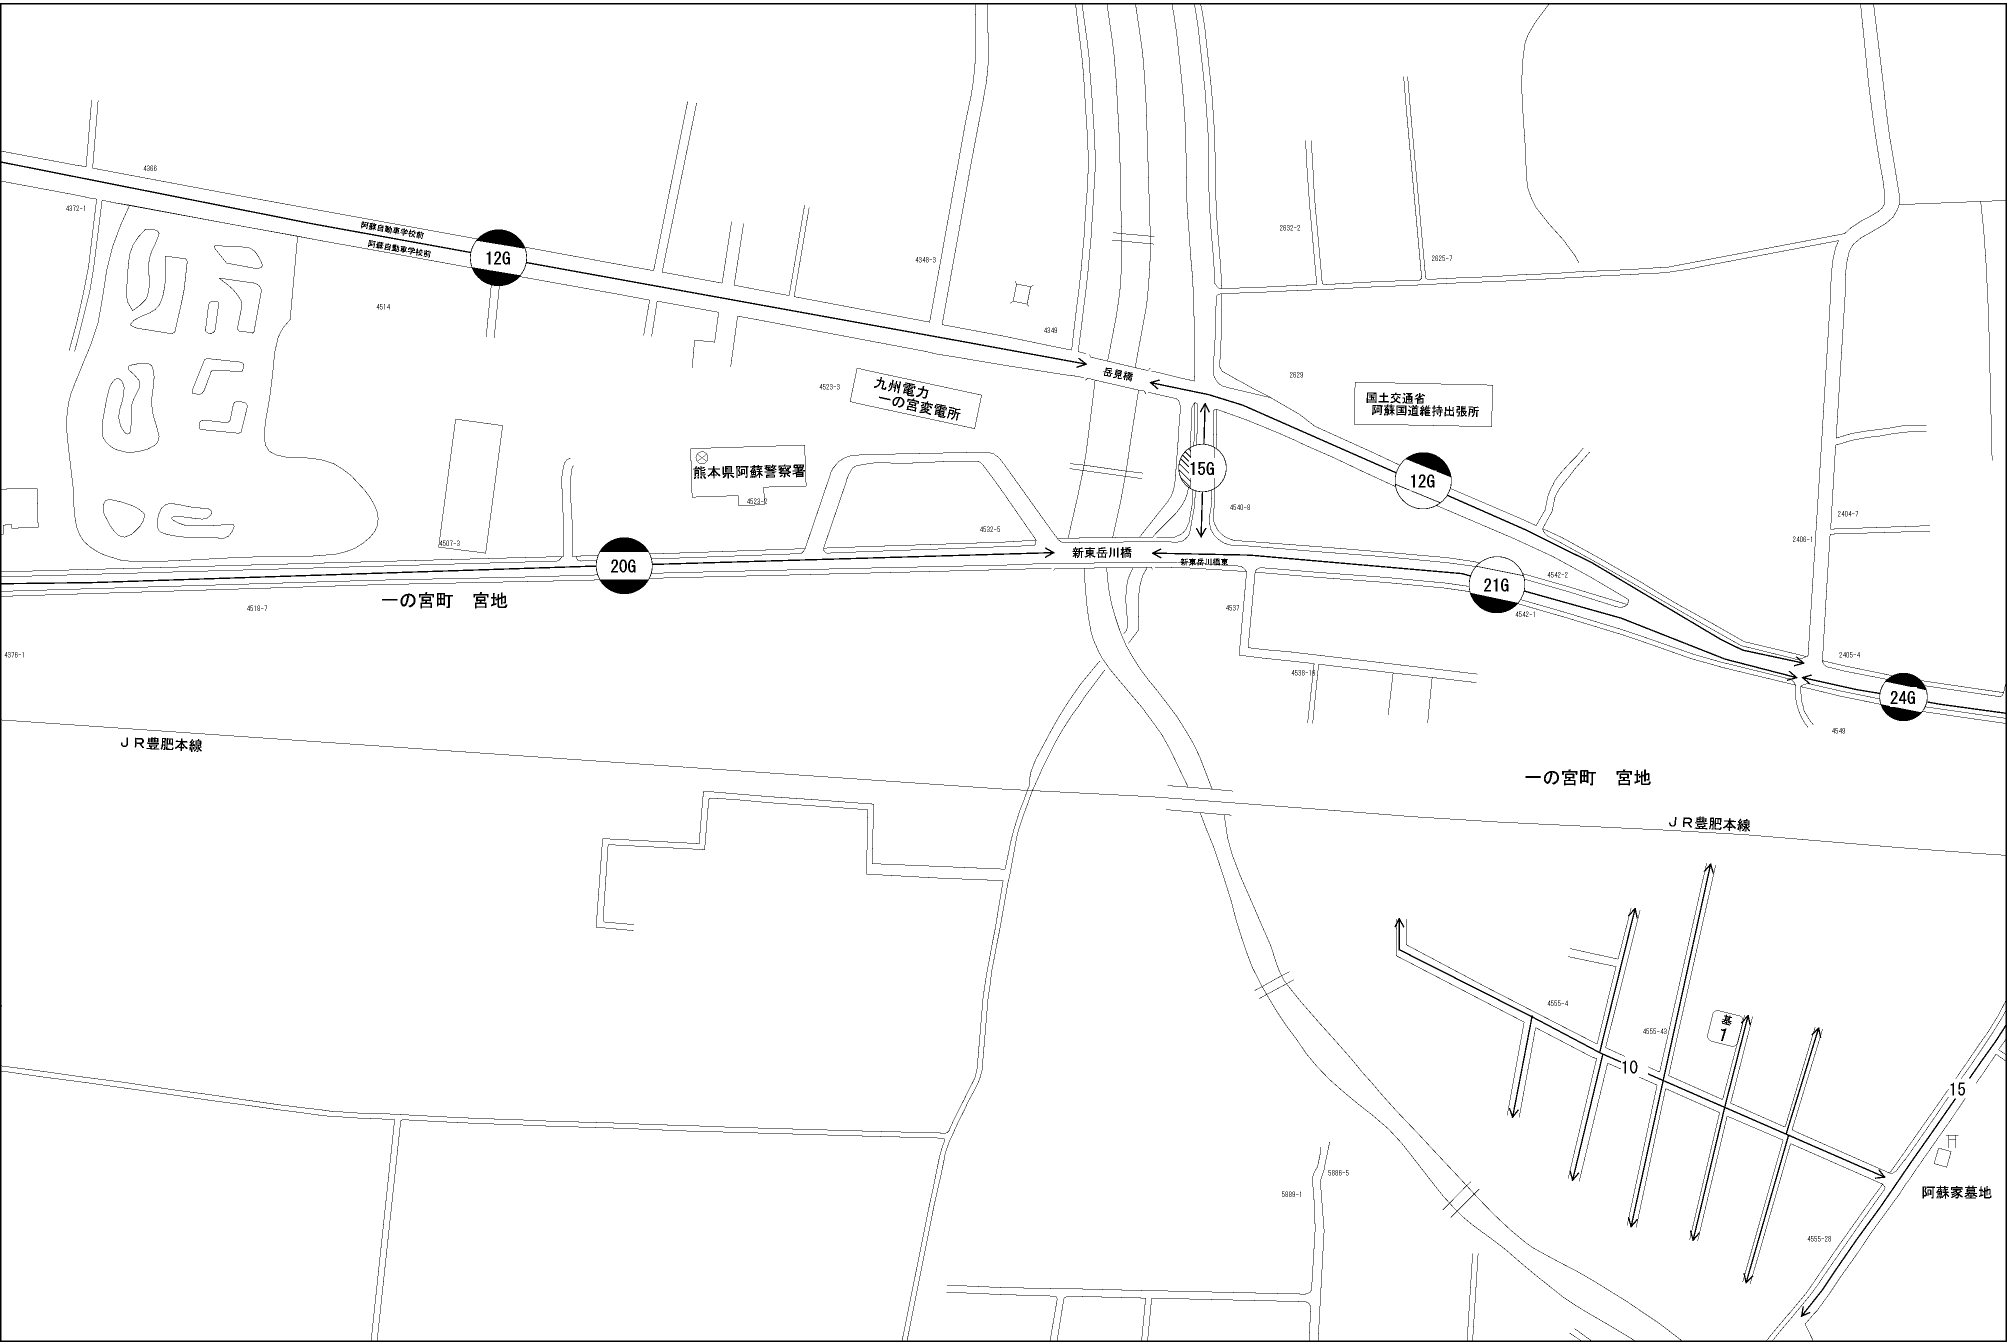 4366
4372-1
阿蘇自動車学校前
阿蘇自動車学校前
12G
4514
4348-3
4349
2632-2
2625-7
岳見橋
4523-3
九州電力
一の宮変電所
2629
国土交通省
阿蘇国道維持出張所
熊本県阿蘇警察署
4523-2
15G
12G
4540-8
4532-5
4507-3
2404-7
2406-1
20G
新東岳川橋
新東岳川橋東
21G
4542-2
4542-1
一の宮町 宮地
4518-7
4537
4376-1
4538-16
2405-4
24G
4549
JR豊肥本線
一の宮町 宮地
JR豊肥本線
4555-4
4555-43
基
1
10
15
阿蘇家墓地
5886-5
5889-1
4555-28